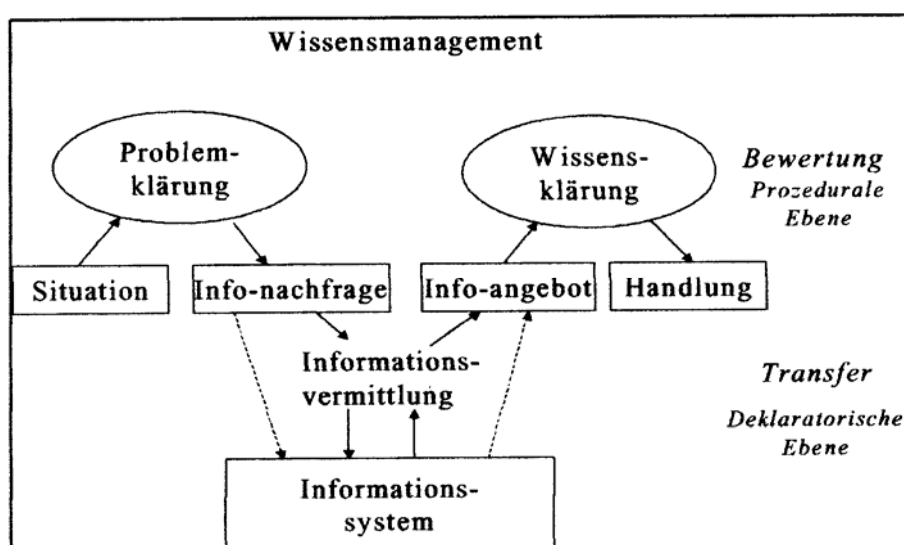 Wissensmanagement
Problem-
klärung
Wissens-
klärung
Bewertung
Prozedurale
Ebene
Situation
Info-nachfrage
Info-angebot
Handlung
Informations-
vermittlung
Transfer
Deklaratorische
Ebene
Informations-
system